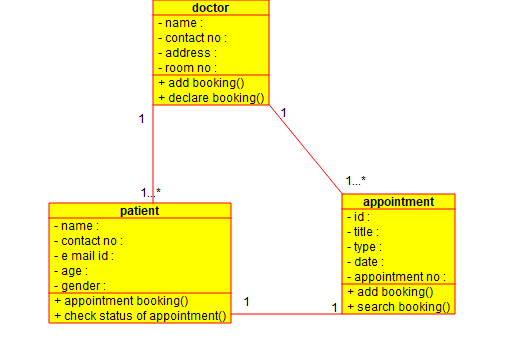 doctor
- name :
- contact no :
- address :
- room no :
+ add booking()
+ declare booking()
1
1
1...*
1...*
patient
- name :
- contact no :
- e mail id :
- age :
- gender :
+ appointment booking()
+ check status of appointment()
appointment
- id :
- title :
- type :
- date :
- appointment no :
+ add booking()
+ search booking()
1
1